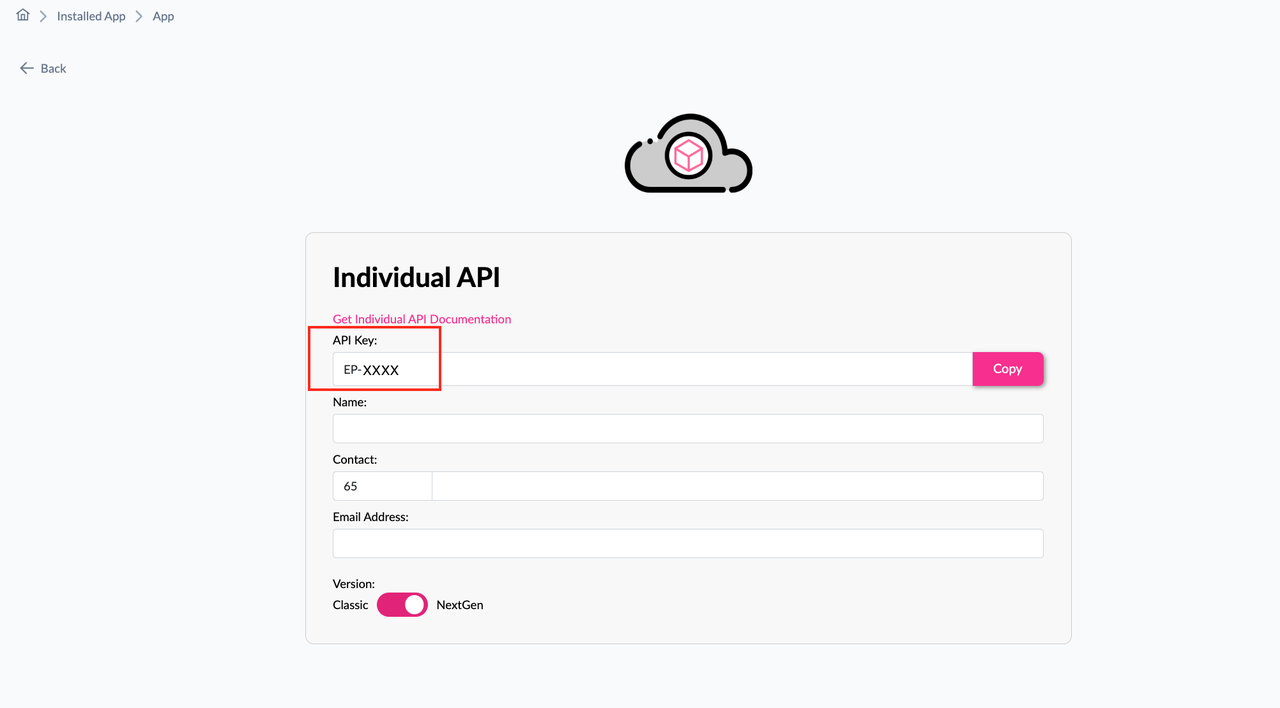 Installed App
App
Back
Individual API
Get Individual API Documentation
API Key:
EP-XXXX
Copy
Name:
Contact:
65
Email Address:
Version:
Classic
NextGen